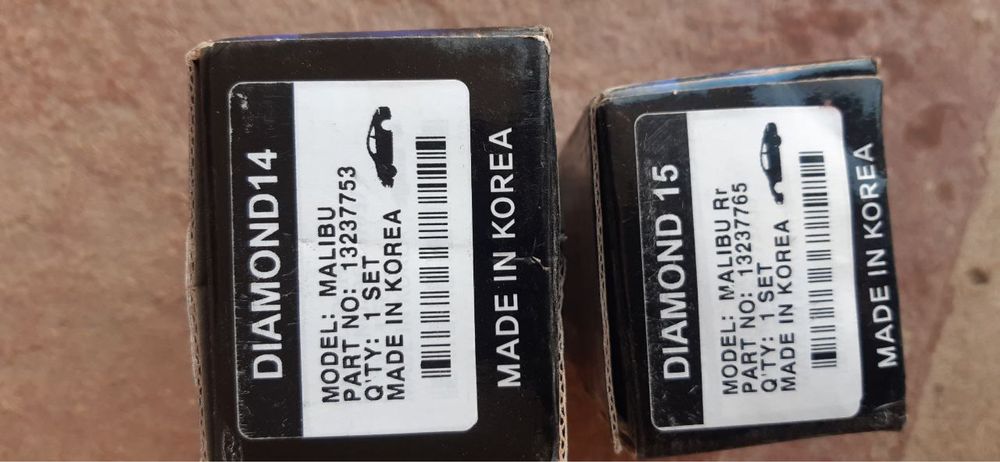 DIAMOND14
MODEL: MALIBU
PART NO: 13237753
Q'TY: 1 SET
MADE IN KOREA
MADE IN KOREA
DIAMOND 15
MODEL: MALIBU Rr
PART NO: 13237765
Q'TY: 1 SET
MADE IN KOREA
MADE IN KOREA